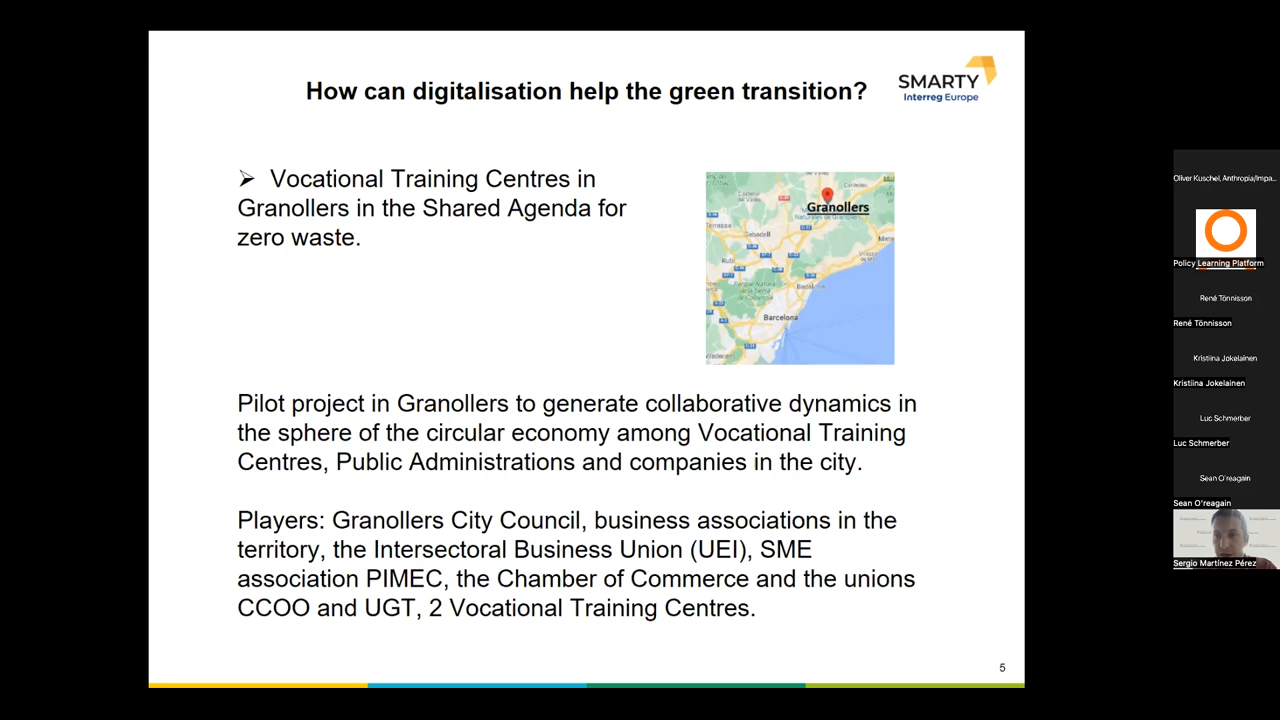 How can digitalisation help the green transition?
SMARTY
Interreg Europe
➢ Vocational Training Centres in
Granollers in the Shared Agenda for
zero waste.
Granollers
Sabadell
Rubí
Badalona
Barcelona
Pilot project in Granollers to generate collaborative dynamics in
the sphere of the circular economy among Vocational Training
Centres, Public Administrations and companies in the city.
Players: Granollers City Council, business associations in the
territory, the Intersectoral Business Union (UEI), SME
association PIMEC, the Chamber of Commerce and the unions
CCOO and UGT, 2 Vocational Training Centres.
5
Oliver Kuschel, Anthropia/Impa...
Policy Learning Platform
René Tönnisson
René Tönnisson
Kristiina Jokelainen
Kristiina Jokelainen
Luc Schmerber
Luc Schmerber
Sean O'reagain
Sean O'reagain
Sergio Martínez Pérez